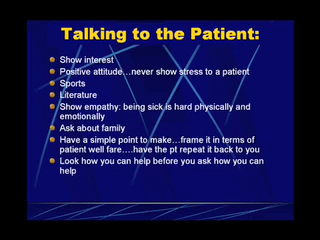 Talking to the Patient:
Show interest
Positive attitude…never show stress to a patient
Sports
Literature
Show empathy: being sick is hard physically and
emotionally
Ask about family
Have a simple point to make…frame it in terms of
patient well fare….have the pt repeat it back to you
Look how you can help before you ask how you can
help